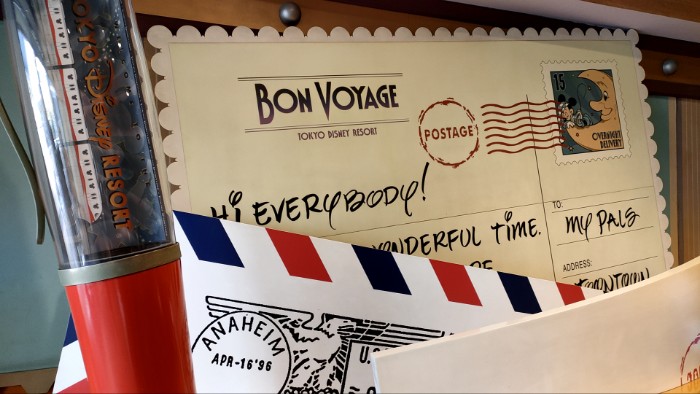 TOKYO Disney RESORT
BON VOYAGE
TOKYO DISNEY RESORT
POSTAGE
15
OVERNIGHT
DELIVERY
Hi EVERYBODY!
WONDERFUL TIME.
TO:
MY PALS
ADDRESS:
TOONTOWN
ANAHEIM
APR-16'96
U.S